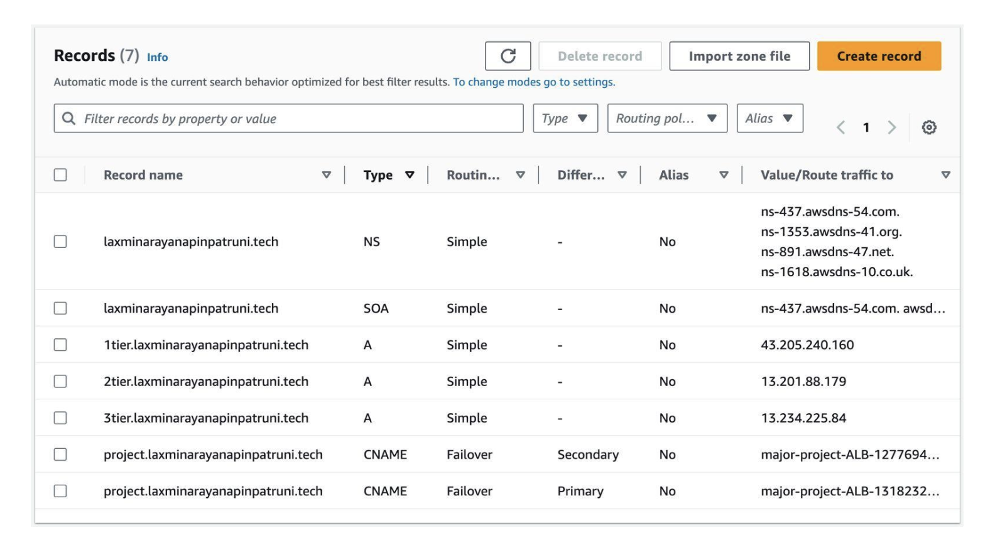 Records (7) Info
Delete record
Import zone file
Create record
Automatic mode is the current search behavior optimized for best filter results. To change modes go to settings.
Filter records by property or value
Type
Routing pol...
Alias
1
Record name Type Routin... Differ... Alias Value/Route traffic to
laxminarayanapinpatruni.tech NS Simple - No ns-437.awsdns-54.com.
ns-1353.awsdns-41.org.
ns-891.awsdns-47.net.
ns-1618.awsdns-10.co.uk.
laxminarayanapinpatruni.tech SOA Simple - No ns-437.awsdns-54.com. awsd...
1tier.laxminarayanapinpatruni.tech A Simple - No 43.205.240.160
2tier.laxminarayanapinpatruni.tech A Simple - No 13.201.88.179
3tier.laxminarayanapinpatruni.tech A Simple - No 13.234.225.84
project.laxminarayanapinpatruni.tech CNAME Failover Secondary No major-project-ALB-1277694...
project.laxminarayanapinpatruni.tech CNAME Failover Primary No major-project-ALB-1318232...